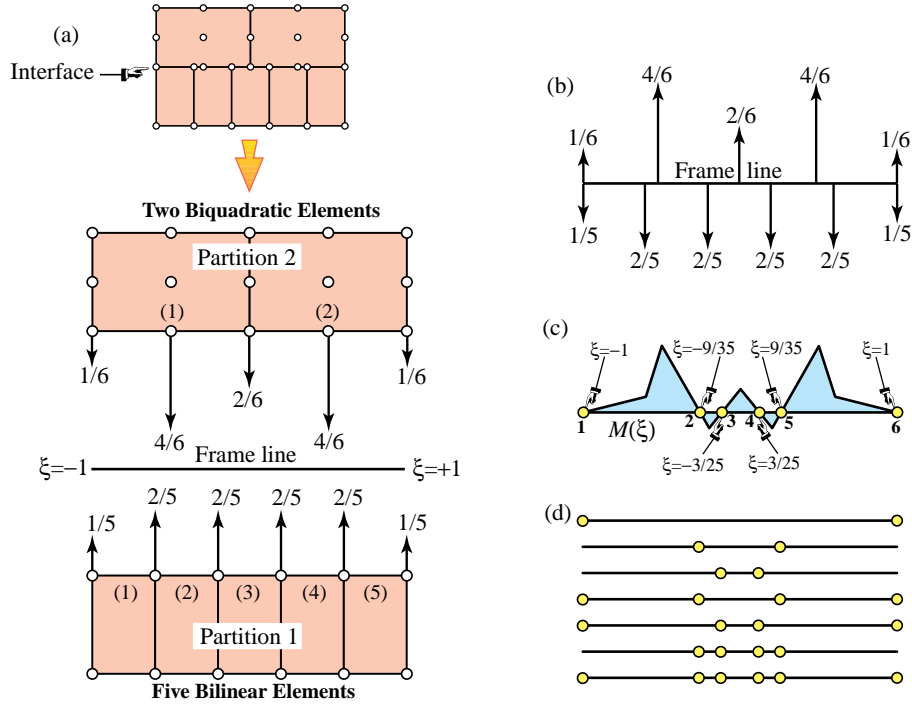 (a)
Interface
Two Biquadratic Elements
Partition 2
(1) (2)
1/6 1/6
2/6
4/6 4/6
Frame line
ξ=−1 ξ=+1
2/5 2/5 2/5 2/5
1/5 1/5
(1) (2) (3) (4) (5)
Partition 1
Five Bilinear Elements
(b)
4/6 4/6
2/6
1/6 1/6
Frame line
1/5 1/5
2/5 2/5 2/5 2/5
(c)
ξ=−1 ξ=−9/35 ξ=9/35 ξ=1
1 2 3 4 5 6
M(ξ)
ξ=−3/25 ξ=3/25
(d)